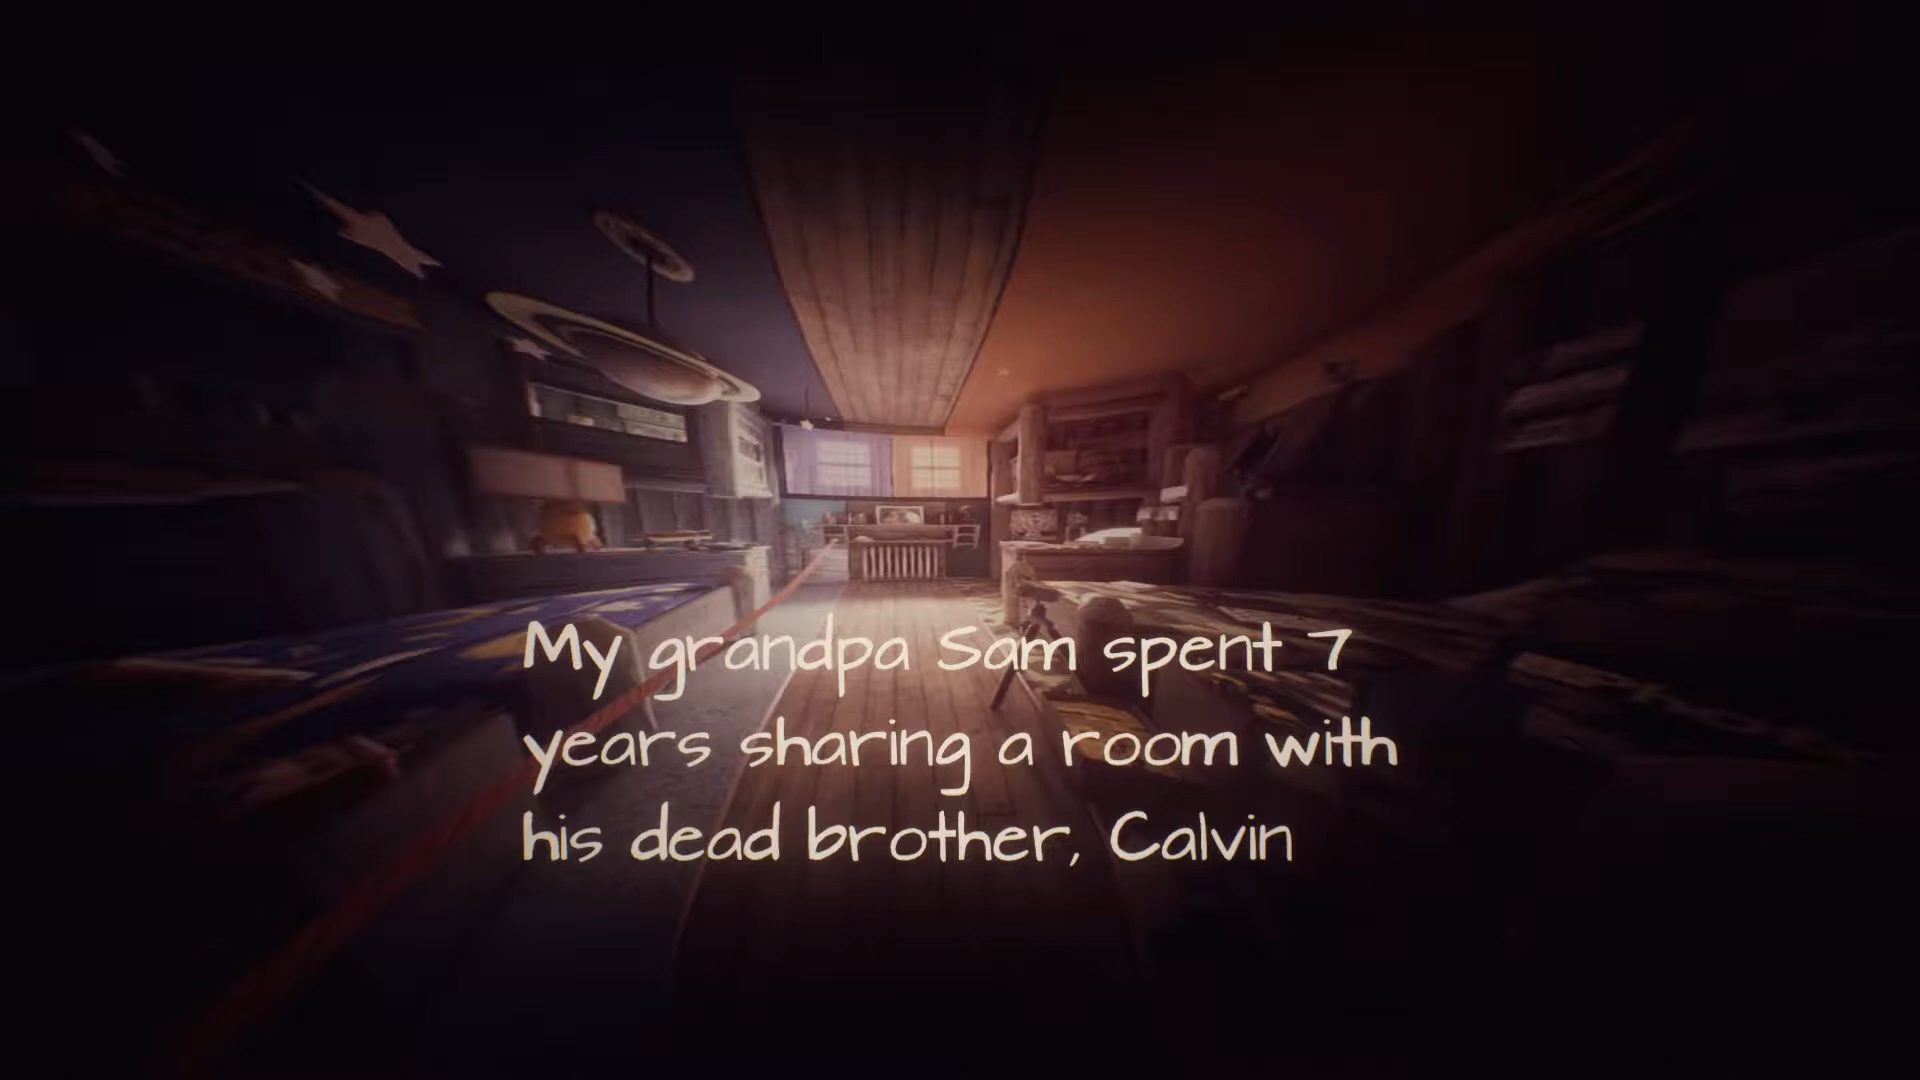 My grandpa Sam spent 7
years sharing a room with
his dead brother, Calvin